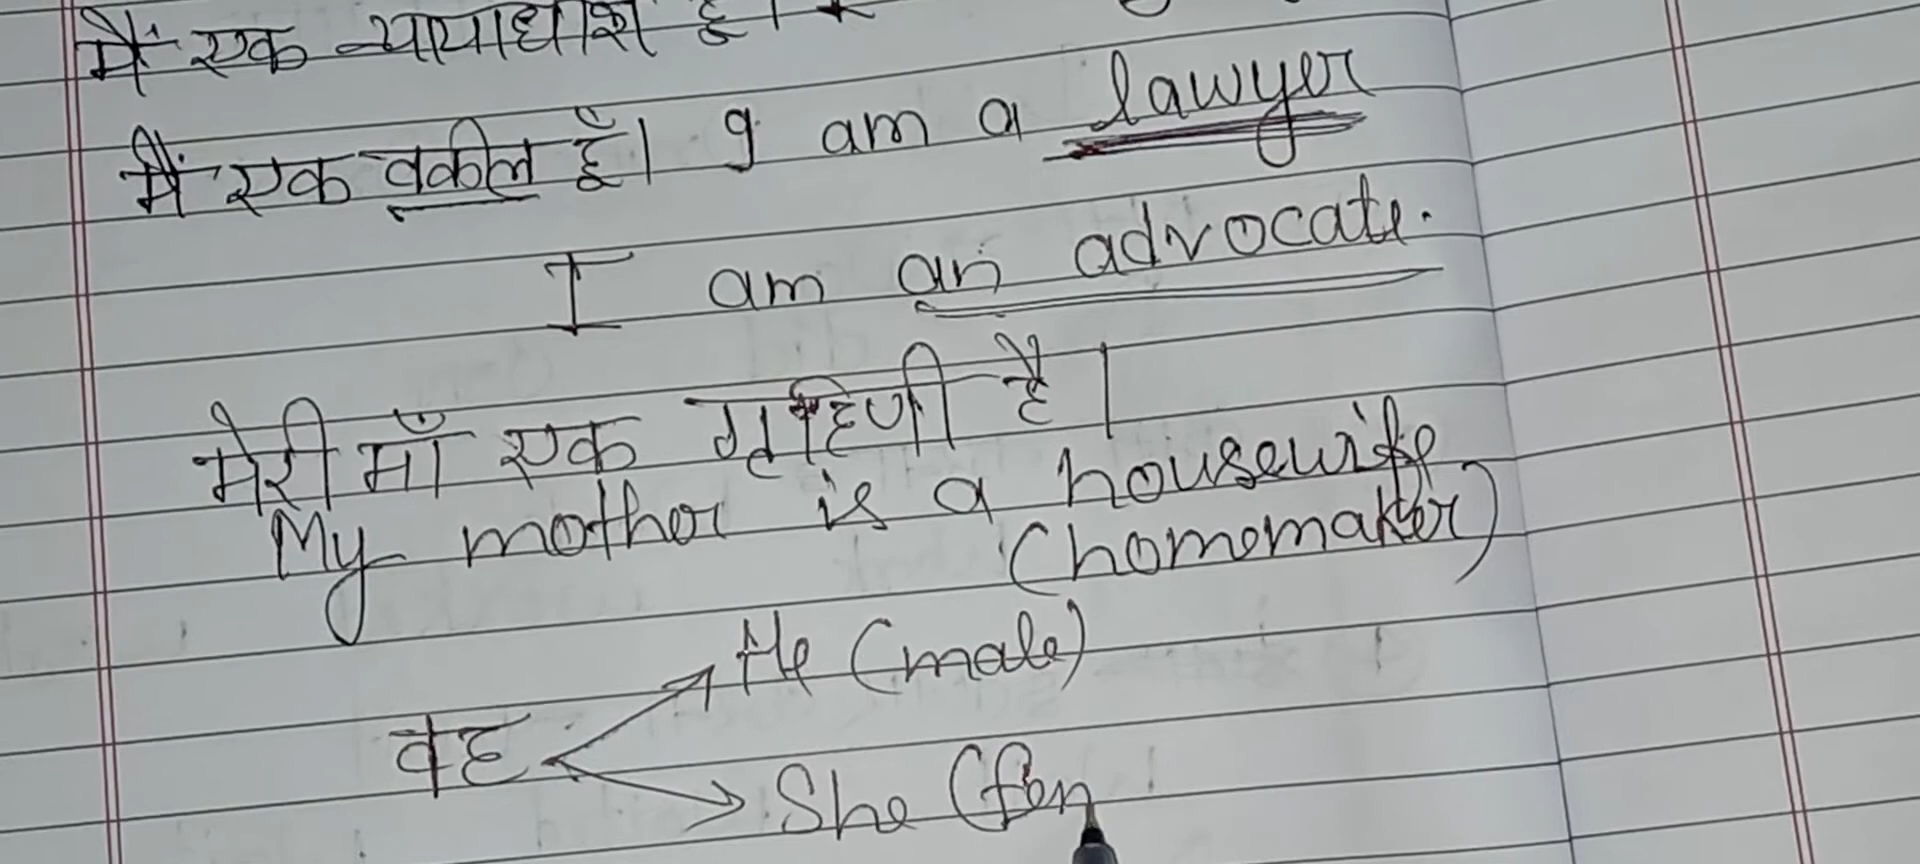 मैं एक न्यायाधीश हूँ।
मैं एक वकील हूँ। I am a lawyer
I am an advocate.
मेरी माँ एक गृहिणी है।
My mother is a housewife
(homemaker)
वह He (male)
She (fem